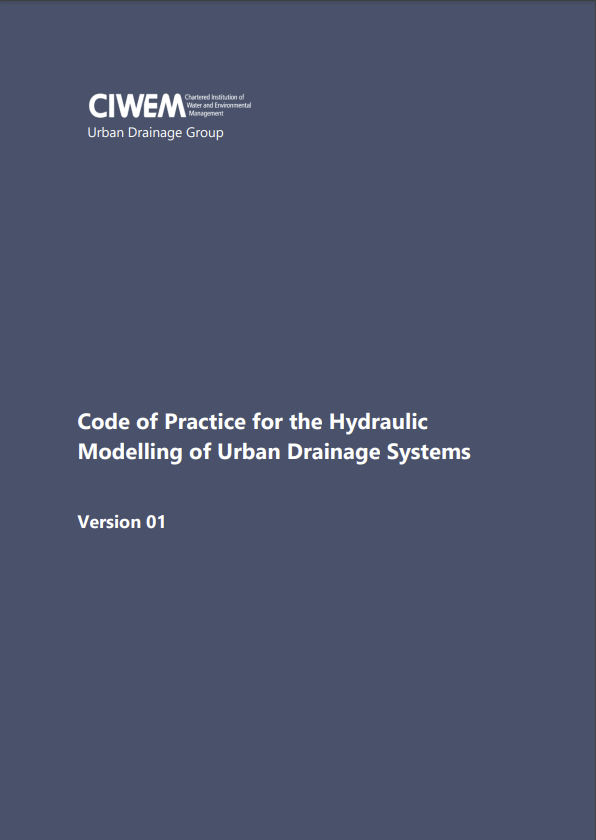 CIWEM
Chartered Institution of
Water and Environmental
Management
Urban Drainage Group
Code of Practice for the Hydraulic
Modelling of Urban Drainage Systems
Version 01